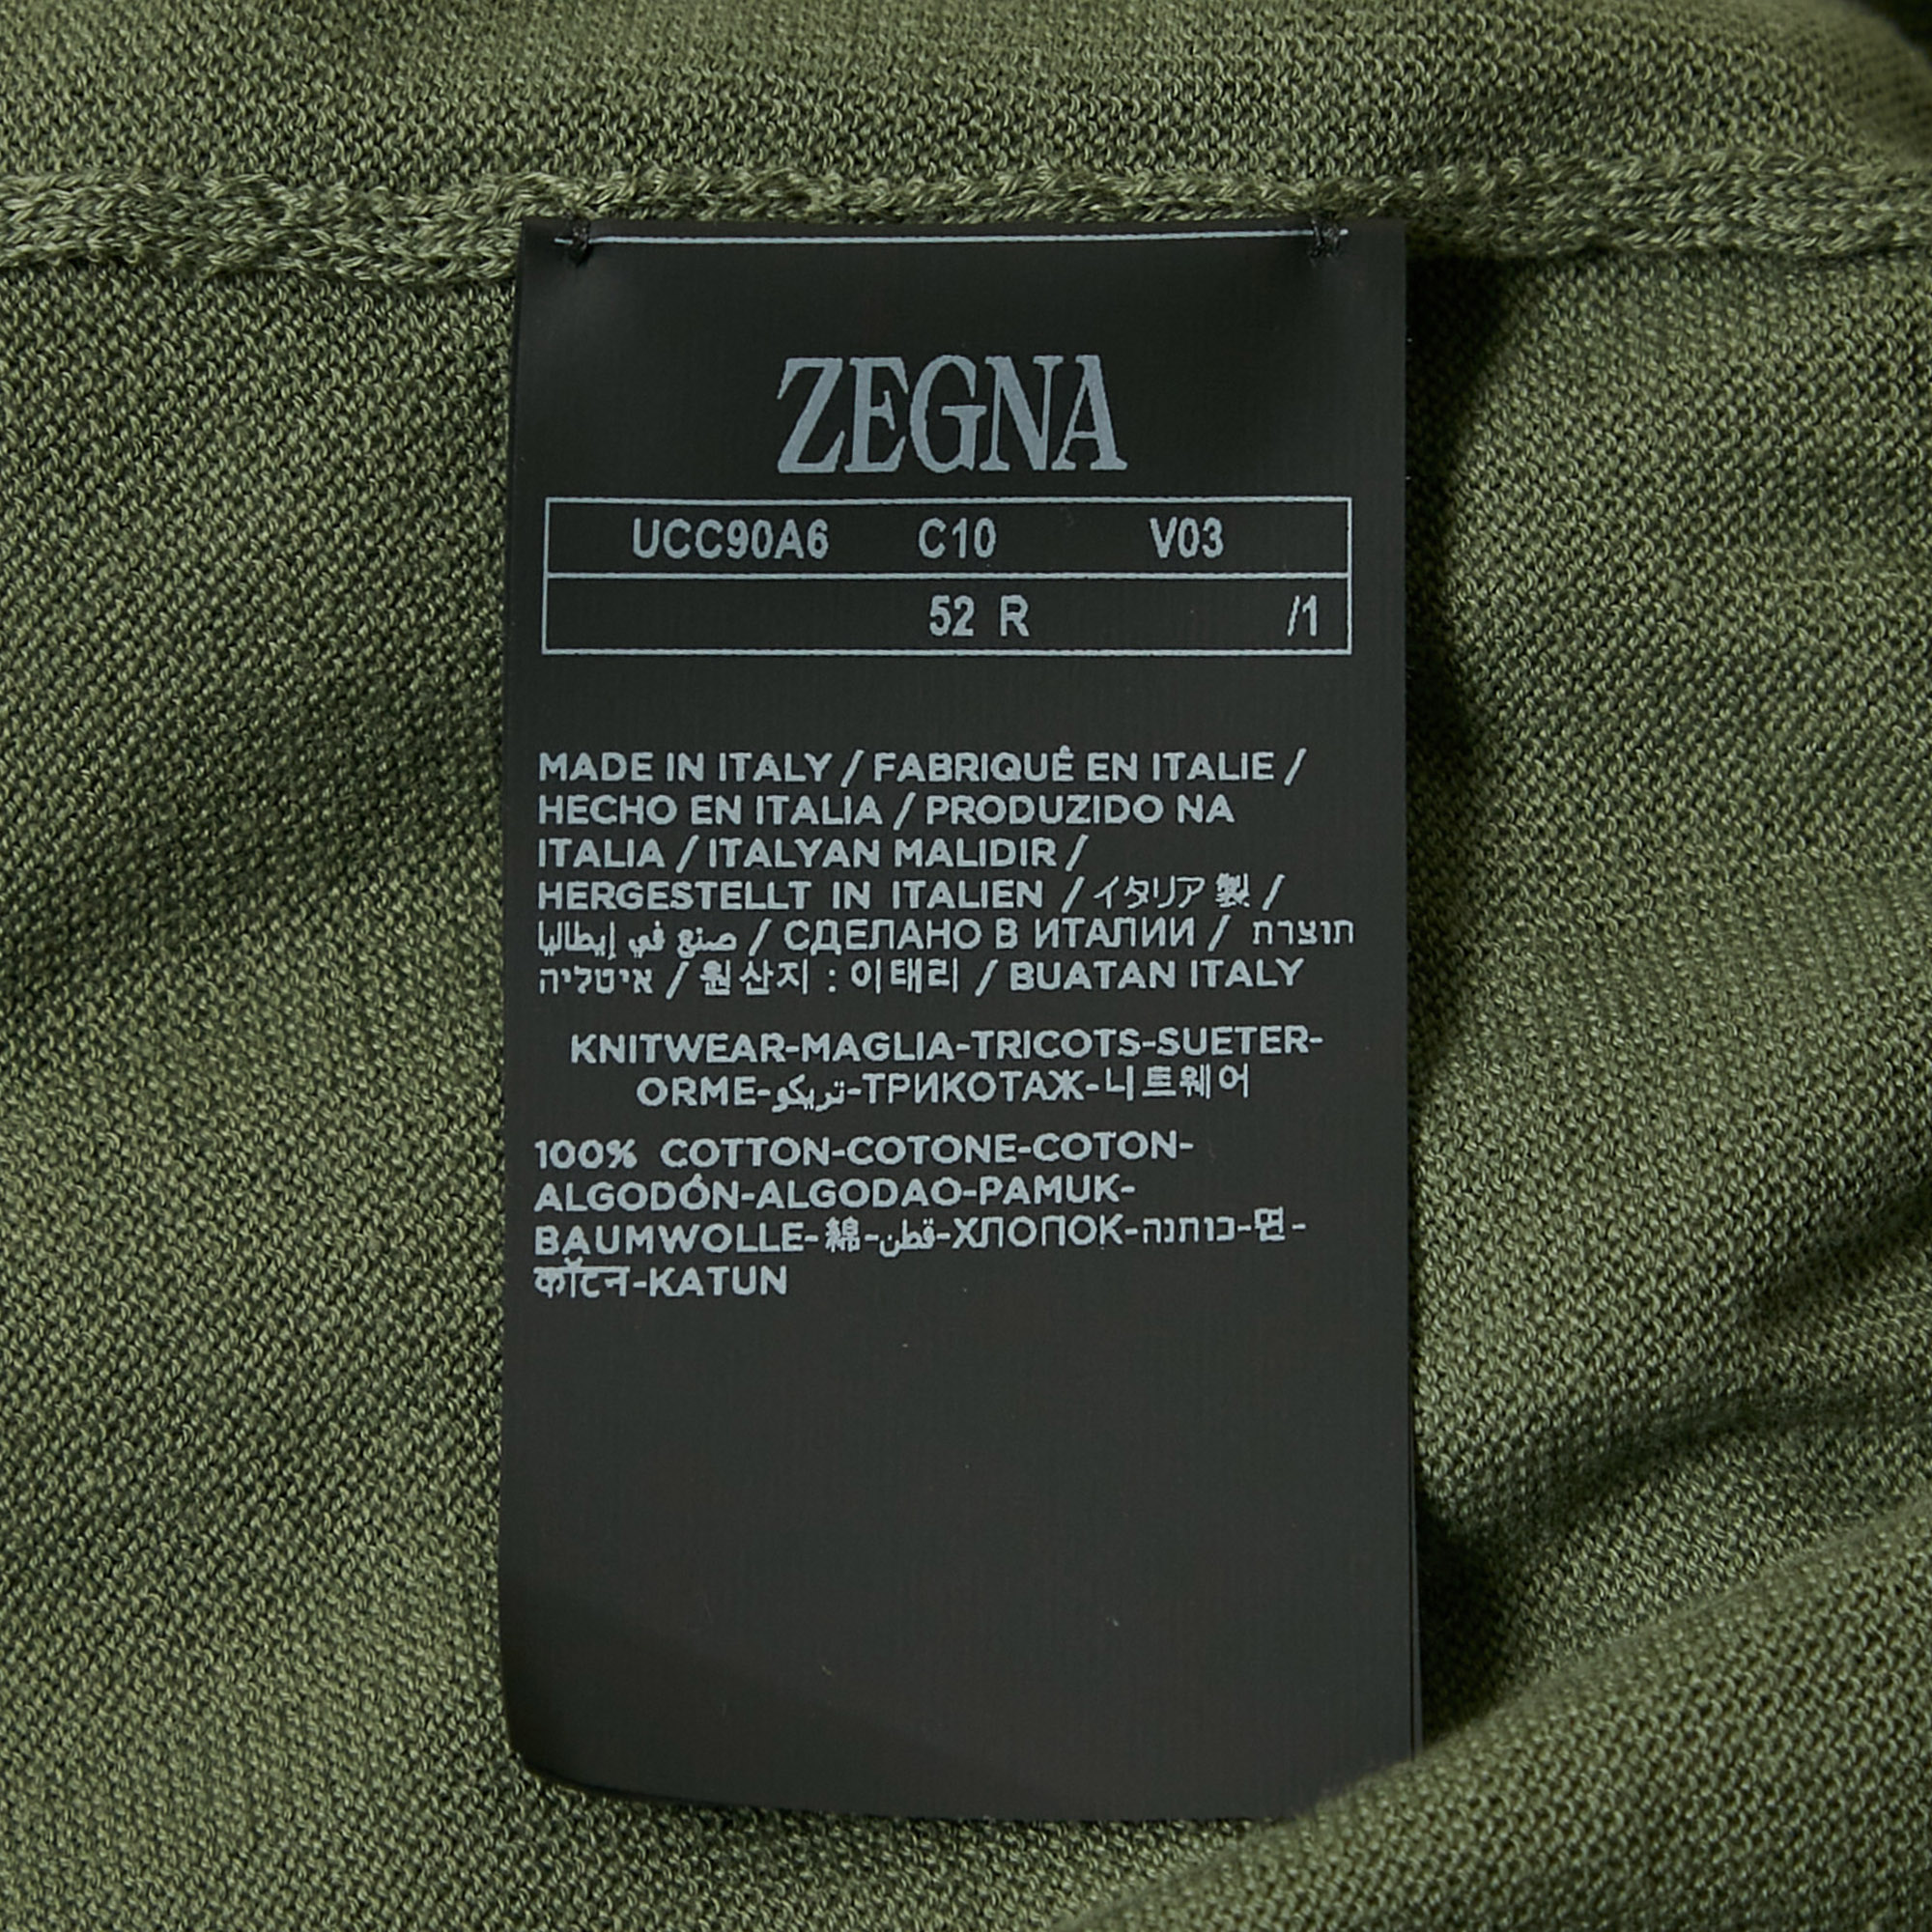 ZEGNA
UCC90A6 C10 V03
52 R /1
MADE IN ITALY / FABRIQUÉ EN ITALIE /
HECHO EN ITALIA / PRODUZIDO NA
ITALIA / ITALYAN MALIDIR /
HERGESTELLT IN ITALIEN / イタリア製 /
صنع في إيطاليا / СДЕЛАНО В ИТАЛИИ / תוצרת
איטליה / 원산지 : 이태리 / BUATAN ITALY
KNITWEAR-MAGLIA-TRICOTS-SUETER-
ORME-تريكو-ТРИКОТАЖ-니트웨어
100% COTTON-COTONE-COTON-
ALGODÓN-ALGODAO-PAMUK-
BAUMWOLLE-綿-قطن-ХЛОПОК-כותנה-면-
कॉटन-KATUN